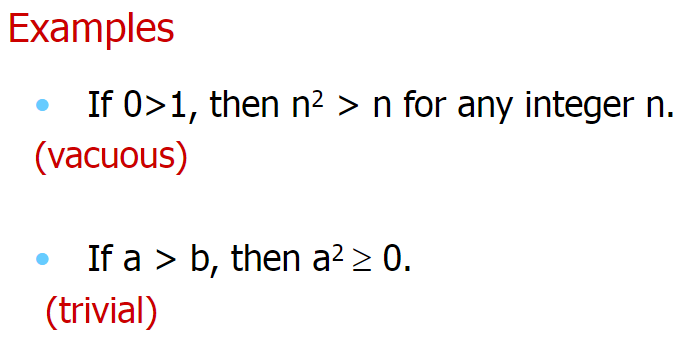 Examples
• If 0>1, then n² > n for any integer n.
(vacuous)
• If a > b, then a² ≥ 0.
(trivial)